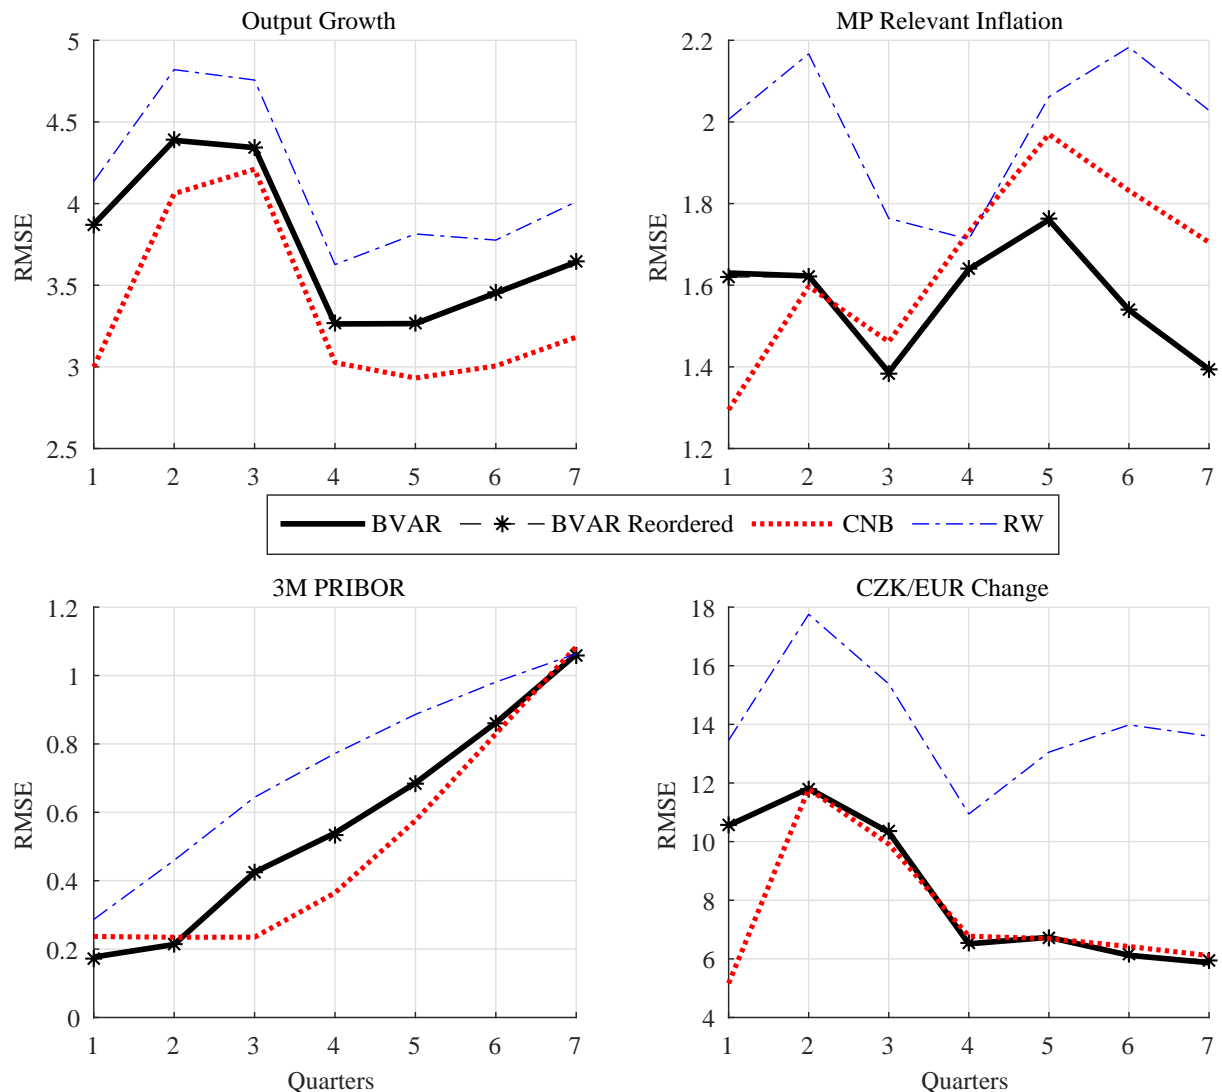 Output Growth
5
4.5
4
3.5
3
2.5
RMSE
1 2 3 4 5 6 7
MP Relevant Inflation
2.2
2
1.8
1.6
1.4
1.2
RMSE
1 2 3 4 5 6 7
BVAR BVAR Reordered CNB RW
3M PRIBOR
1.2
1
0.8
0.6
0.4
0.2
0
RMSE
1 2 3 4 5 6 7
Quarters
CZK/EUR Change
18
16
14
12
10
8
6
4
RMSE
1 2 3 4 5 6 7
Quarters